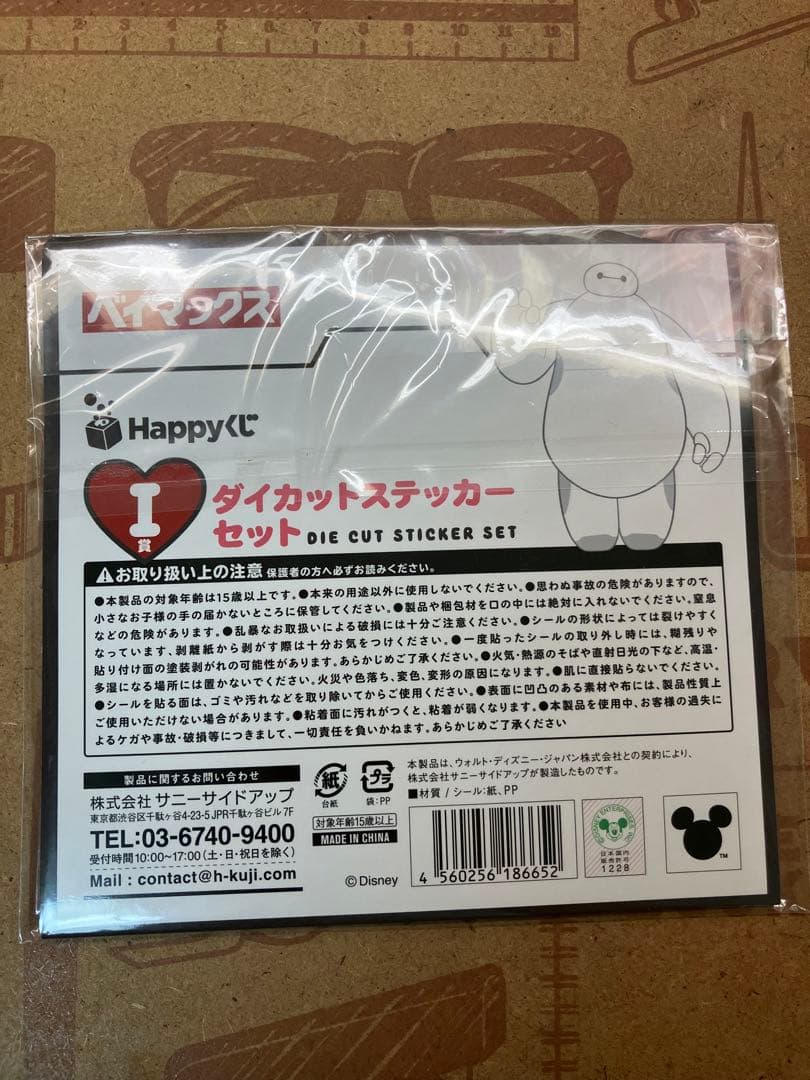 1 2 3 4 5 6 7 8 9 10 11 12
ベイマックス
Happyくじ
I賞
ダイカットステッカー
セット DIE CUT STICKER SET
お取り扱い上の注意 保護者の方へ必ずお読みください。
●本製品の対象年齢は15歳以上です。●本来の用途以外に使用しないでください。●思わぬ事故の危険がありますので、
小さなお子様の手の届かないところに保管してください。●製品や梱包材を口の中には絶対に入れないでください。窒息
などの危険があります。●乱暴なお取扱いによる破損には十分ご注意ください。●シールの形状によっては裂けやすく
なっています、剥離紙から剥がす際は十分お気をつけください。●一度貼ったシールの取り外し時には、糊残りや
貼り付け面の塗装剥がれの可能性があります。あらかじめご了承ください。●火気・熱源のそばや直射日光の下など、高温・
多湿になる場所には置かないでください。火災や色落ち、変色、変形の原因になります。●肌に直接貼らないでください。
●シールを貼る面は、ゴミや汚れなどを取り除いてからご使用ください。●表面に凹凸のある素材や布には、製品性質上
ご使用いただけない場合があります。●粘着面に汚れがつくと、粘着が弱くなります。●本製品を使用中、お客様の過失に
よるケガや事故・破損等につきまして、一切責任を負いかねます。あらかじめご了承ください
製品に関するお問い合わせ
株式会社 サニーサイドアップ
東京都渋谷区千駄ヶ谷4-23-5 JPR千駄ヶ谷ビル 7F
TEL:03-6740-9400
受付時間10:00~17:00(土・日・祝日を除く)
Mail : contact@h-kuji.com
紙
台紙
プラ
袋:PP
対象年齢15歳以上
MADE IN CHINA
©Disney
本製品は、ウォルト・ディズニー・ジャパン株式会社との契約により、
株式会社サニーサイドアップが製造したものです。
■材質 / シール:紙、PP
4 560256 186652
DISNEY ENTERPRISES, INC.
日本国内
販売許可
1228
TM